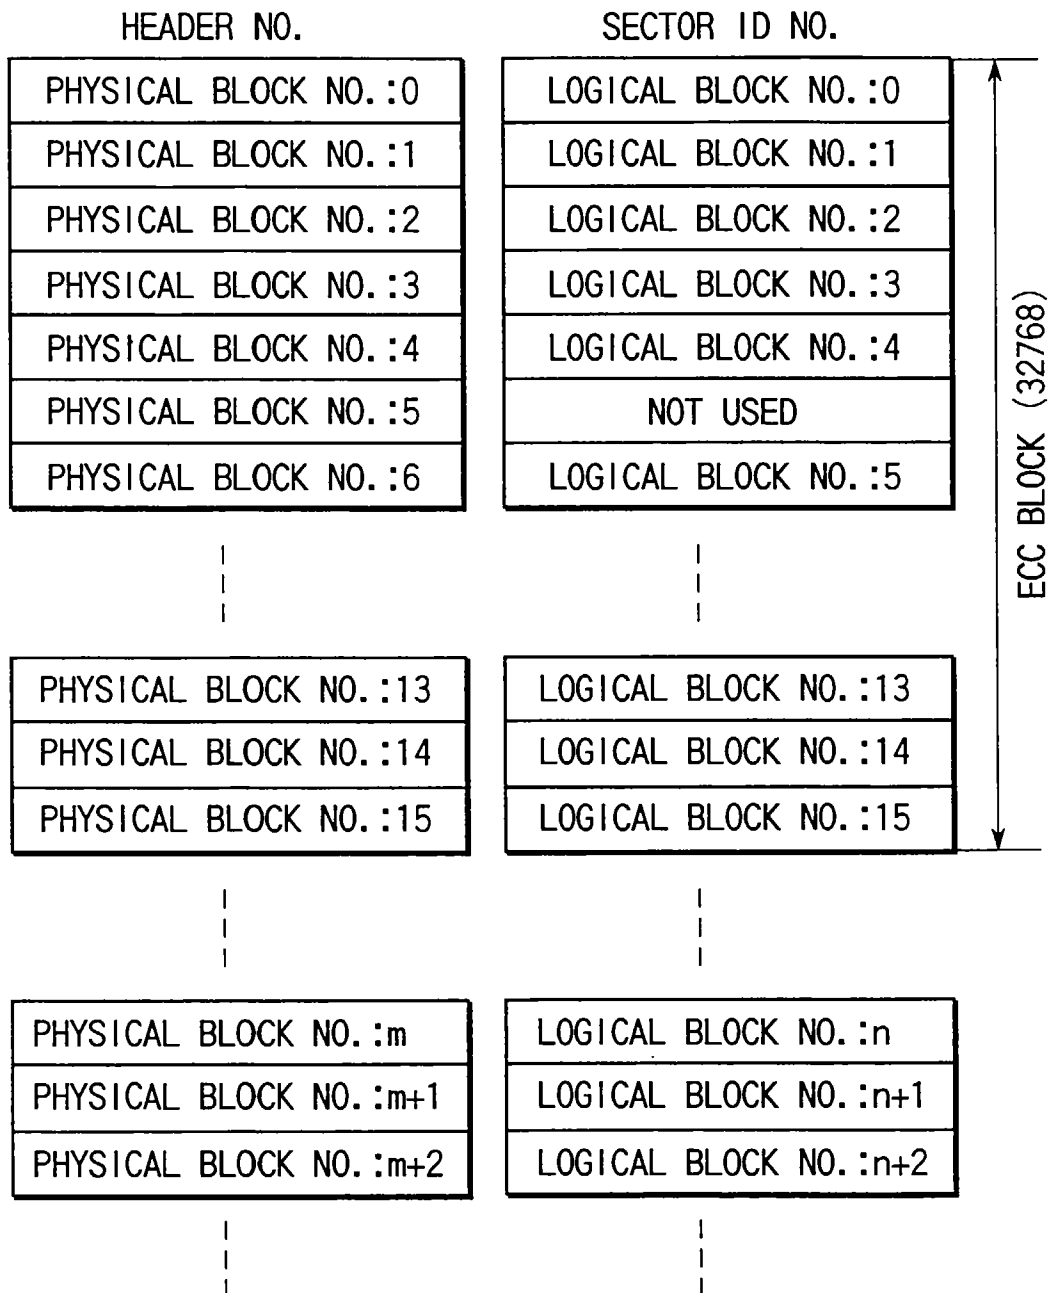 HEADER NO.
PHYSICAL BLOCK NO.:0
PHYSICAL BLOCK NO.:1
PHYSICAL BLOCK NO.:2
PHYSICAL BLOCK NO.:3
PHYSICAL BLOCK NO.:4
PHYSICAL BLOCK NO.:5
PHYSICAL BLOCK NO.:6
PHYSICAL BLOCK NO.:13
PHYSICAL BLOCK NO.:14
PHYSICAL BLOCK NO.:15
PHYSICAL BLOCK NO.:m
PHYSICAL BLOCK NO.:m+1
PHYSICAL BLOCK NO.:m+2
SECTOR ID NO.
LOGICAL BLOCK NO.:0
LOGICAL BLOCK NO.:1
LOGICAL BLOCK NO.:2
LOGICAL BLOCK NO.:3
LOGICAL BLOCK NO.:4
NOT USED
LOGICAL BLOCK NO.:5
LOGICAL BLOCK NO.:13
LOGICAL BLOCK NO.:14
LOGICAL BLOCK NO.:15
LOGICAL BLOCK NO.:n
LOGICAL BLOCK NO.:n+1
LOGICAL BLOCK NO.:n+2
ECC BLOCK (32768)